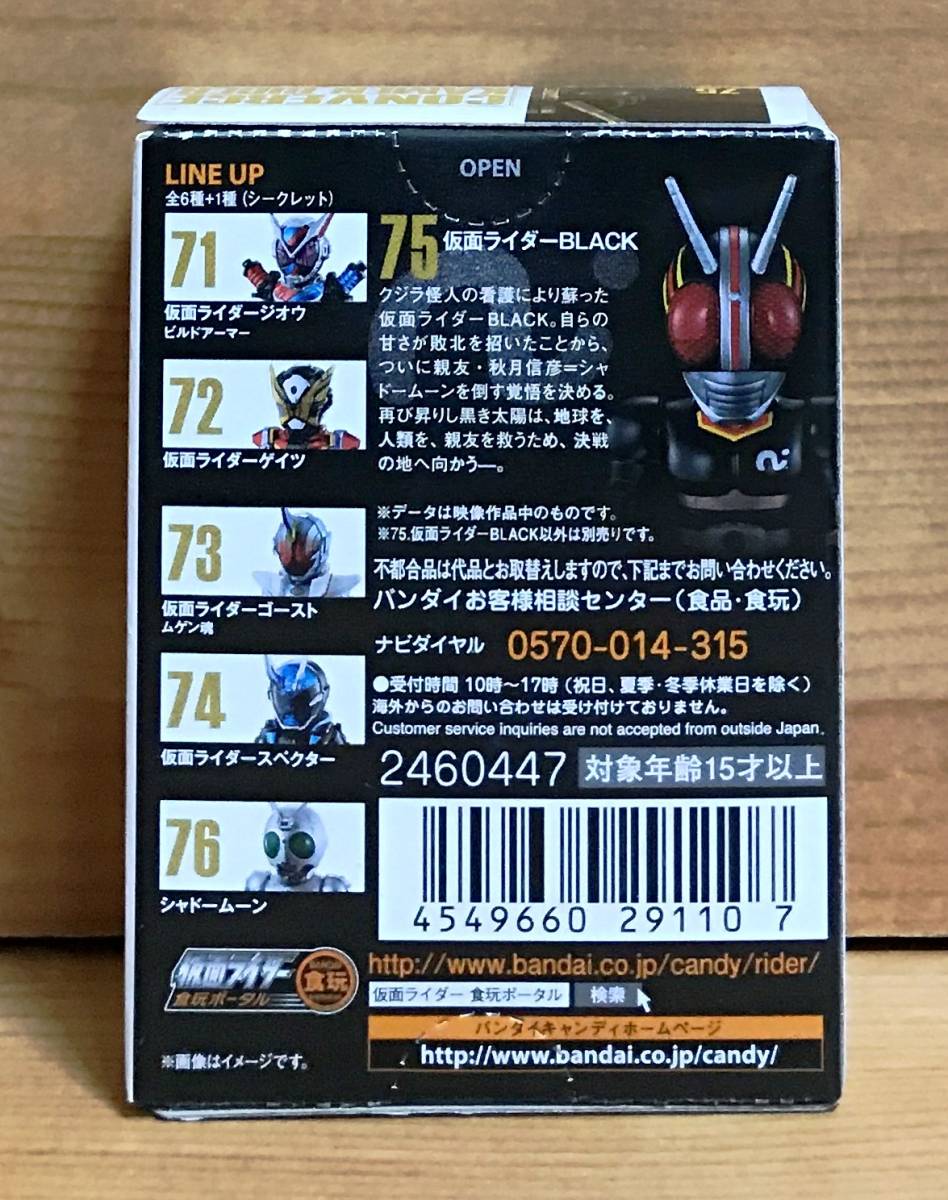 CONVERGE
KAMEN RIDER
75
OPEN
LINE UP
全6種+1種 (シークレット)
71
仮面ライダージオウ
ビルドアーマー
72
仮面ライダーゲイツ
73
仮面ライダーゴースト
ムゲン魂
74
仮面ライダースペクター
76
シャドームーン
75 仮面ライダーBLACK
クジラ怪人の看護により蘇った
仮面ライダーBLACK。自らの
甘さが敗北を招いたことから、
ついに親友・秋月信彦=シャ
ドームーンを倒す覚悟を決める。
再び昇りし黒き太陽は、地球を、
人類を、親友を救うため、決戦
の地へ向かう―。
※データは映像作品中のものです。
※75.仮面ライダーBLACK以外は別売りです。
不都合品は代品とお取替えしますので、下記までお問い合わせください。
バンダイお客様相談センター(食品・食玩)
ナビダイヤル 0570-014-315
●受付時間 10時~17時 (祝日、夏季・冬季休業日を除く)
海外からのお問い合わせは受け付けておりません。
Customer service inquiries are not accepted from outside Japan.
2460447 対象年齢15才以上
4549660 29110 7
仮面ライダー
食玩ポータル
BANDAI
食玩
http://www.bandai.co.jp/candy/rider/
仮面ライダー 食玩ポータル 検索
バンダイキャンディホームページ
http://www.bandai.co.jp/candy/
※画像はイメージです。